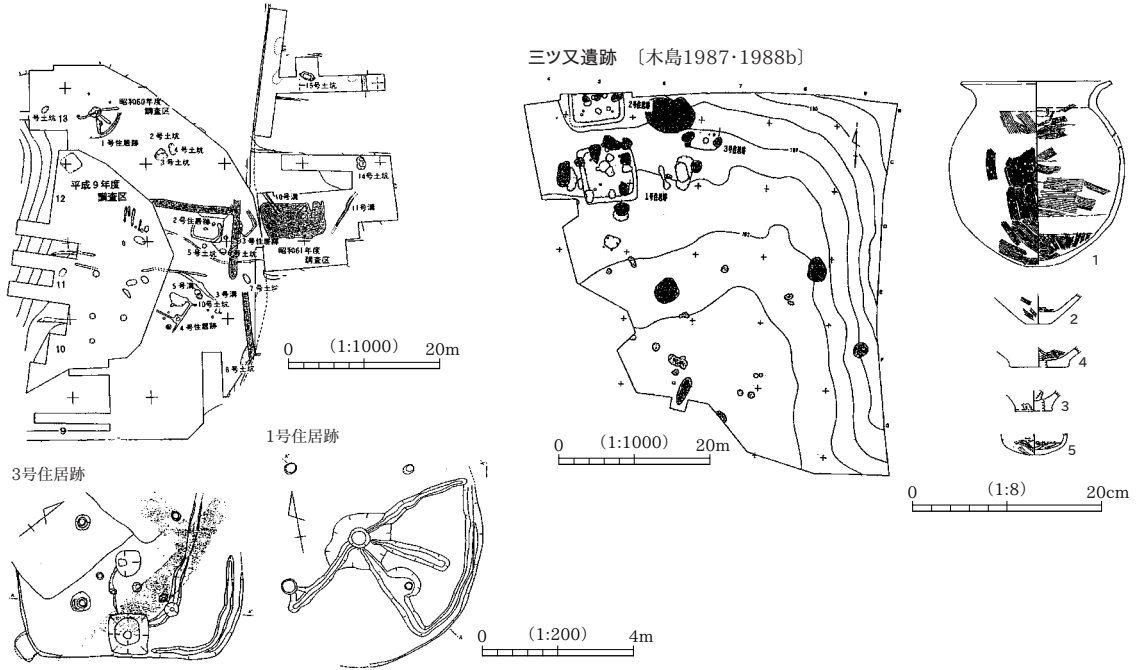 三ツ又遺跡 〔木島1987・1988b〕
15号土坑
昭和60年度
調査区
号土坑
13
1号住居跡
2号土坑
4号土坑
3号土坑
14号土坑
平成9年度
調査区
12
10号溝
11号溝
2号住居跡
3号住居跡
昭和61年度
調査区
5号土坑
6号土坑
7号土坑
11
5号溝
3号溝
10号土坑
4号住居跡
10
8号土坑
9
0 (1:1000) 20m
2号住居跡
3号住居跡
1号住居跡
0 (1:1000) 20m
1
2
4
3
5
0 (1:8) 20cm
3号住居跡
1号住居跡
0 (1:200) 4m